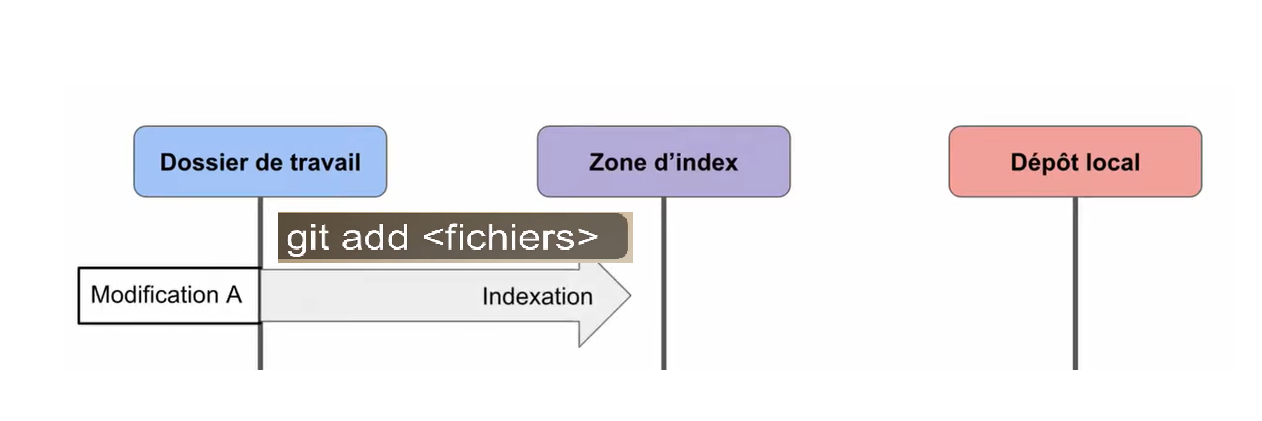 Dossier de travail
Zone d'index
Dépôt local
git add <fichiers>
Modification A
Indexation